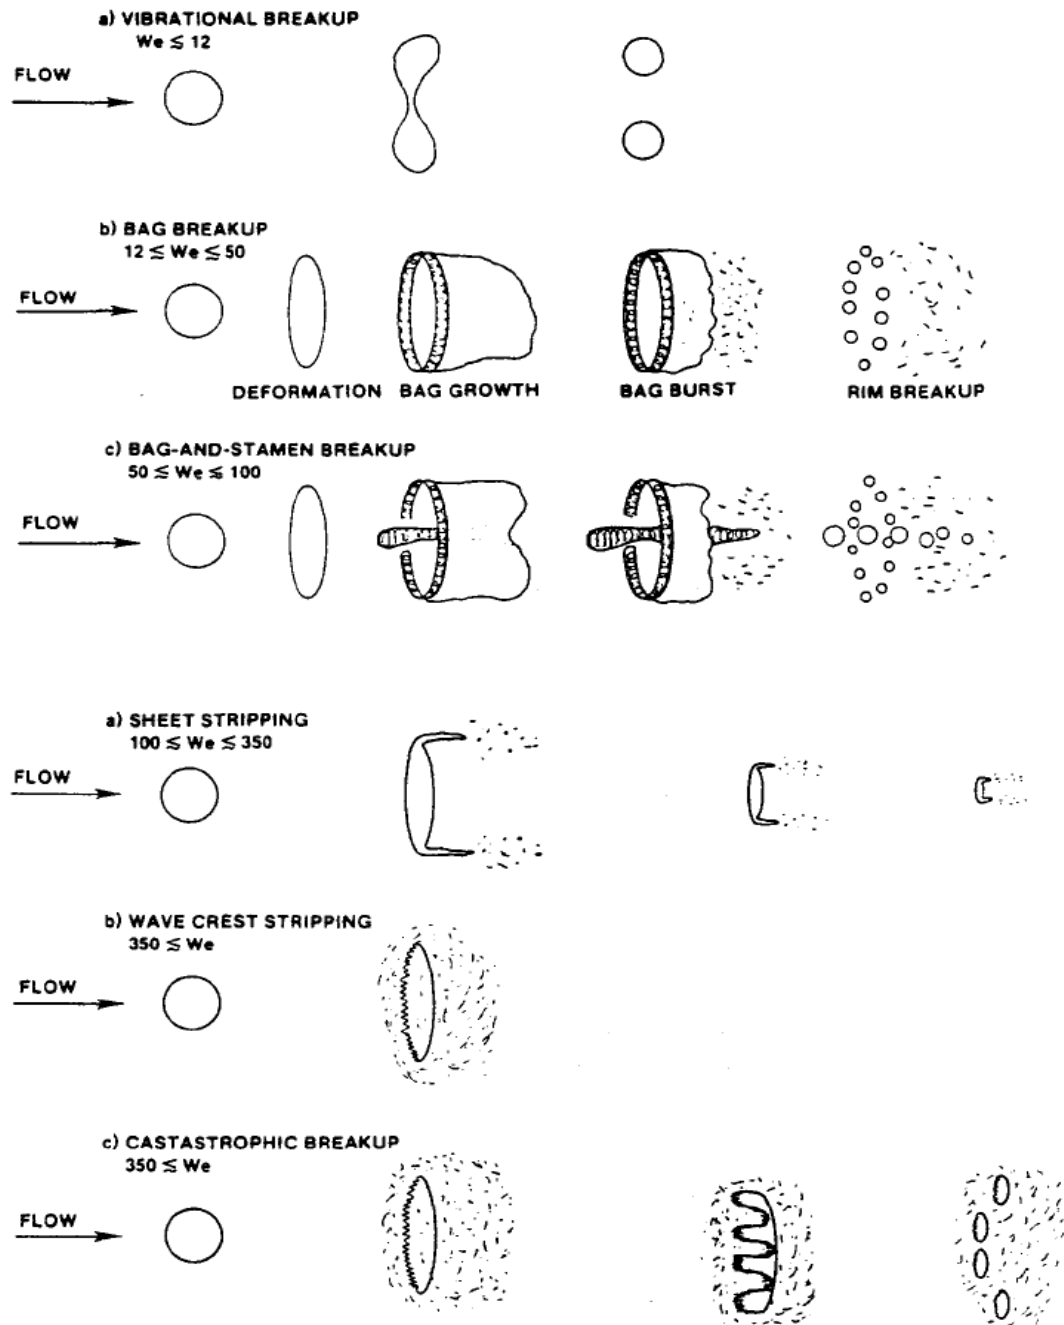 a) VIBRATIONAL BREAKUP
We ≲ 12
FLOW
b) BAG BREAKUP
12 ≲ We ≲ 50
FLOW
DEFORMATION BAG GROWTH BAG BURST RIM BREAKUP
c) BAG-AND-STAMEN BREAKUP
50 ≲ We ≲ 100
FLOW
a) SHEET STRIPPING
100 ≲ We ≲ 350
FLOW
b) WAVE CREST STRIPPING
350 ≲ We
FLOW
c) CASTASTROPHIC BREAKUP
350 ≲ We
FLOW